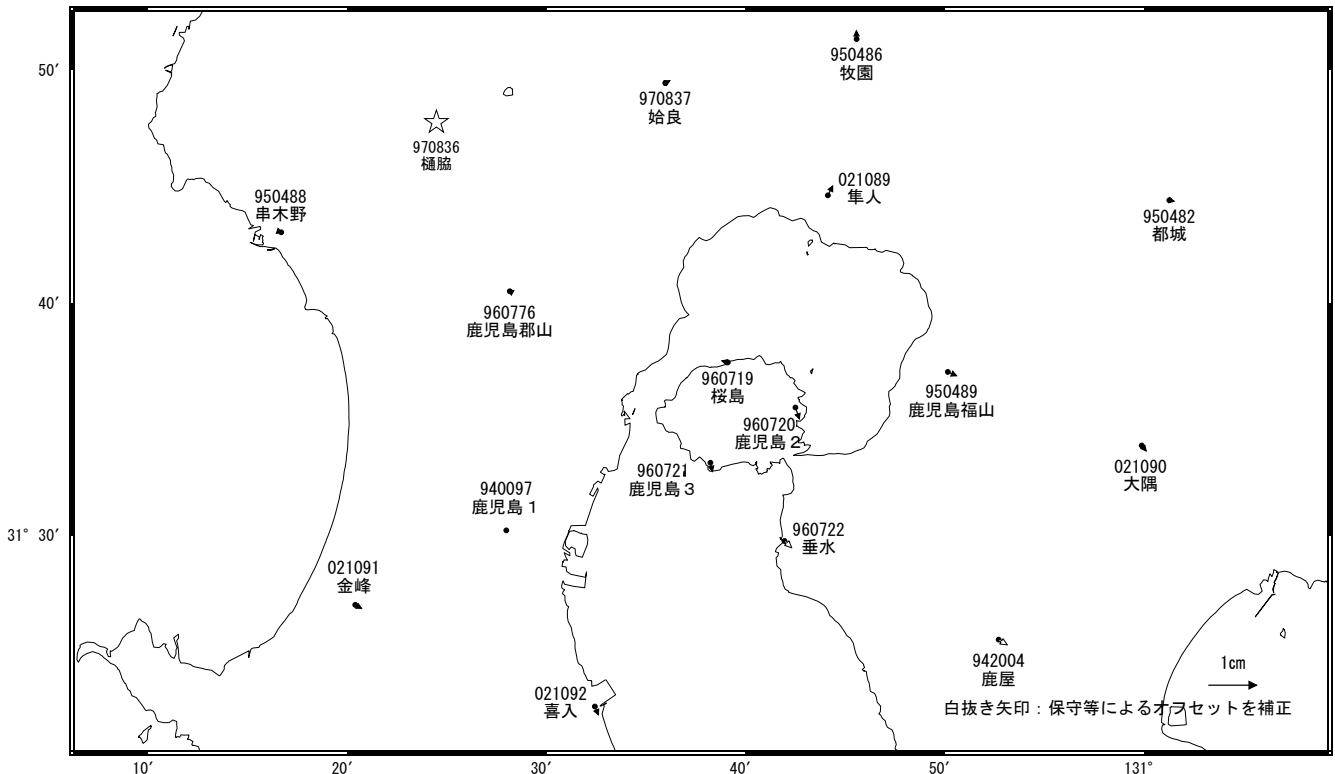 950486
牧園
50′
970837
姶良
970836
樋脇
021089
隼人
950488
串木野
950482
都城
40′
960776
鹿児島郡山
960719
桜島
950489
鹿児島福山
960720
鹿児島２
960721
鹿児島３
021090
大隅
940097
鹿児島１
31° 30′
960722
垂水
021091
金峰
942004
鹿屋
1cm
021092
喜入
白抜き矢印：保守等によるオフセットを補正
10′ 20′ 30′ 40′ 50′ 131°